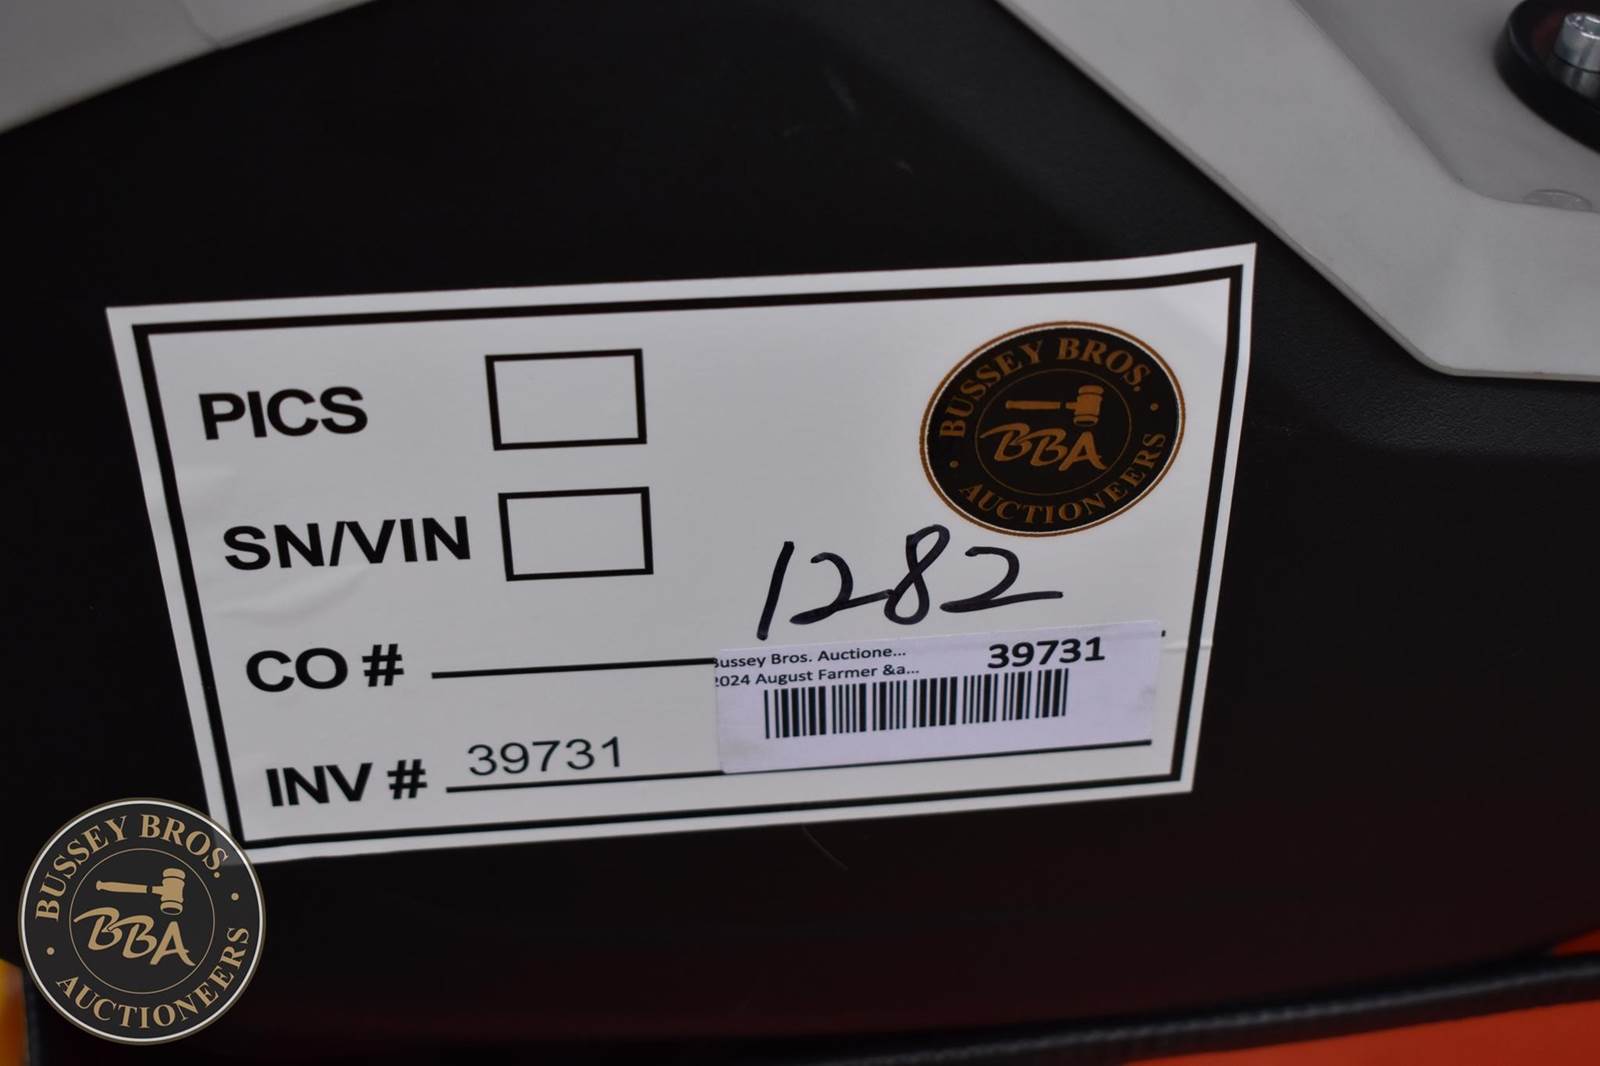 PICS
BUSSEY BROS.
BBA
AUCTIONEERS
SN/VIN
1282
CO #
Bussey Bros. Auctione...
39731
2024 August Farmer &a...
INV # 39731
BUSSEY BROS.
BBA
AUCTIONEERS